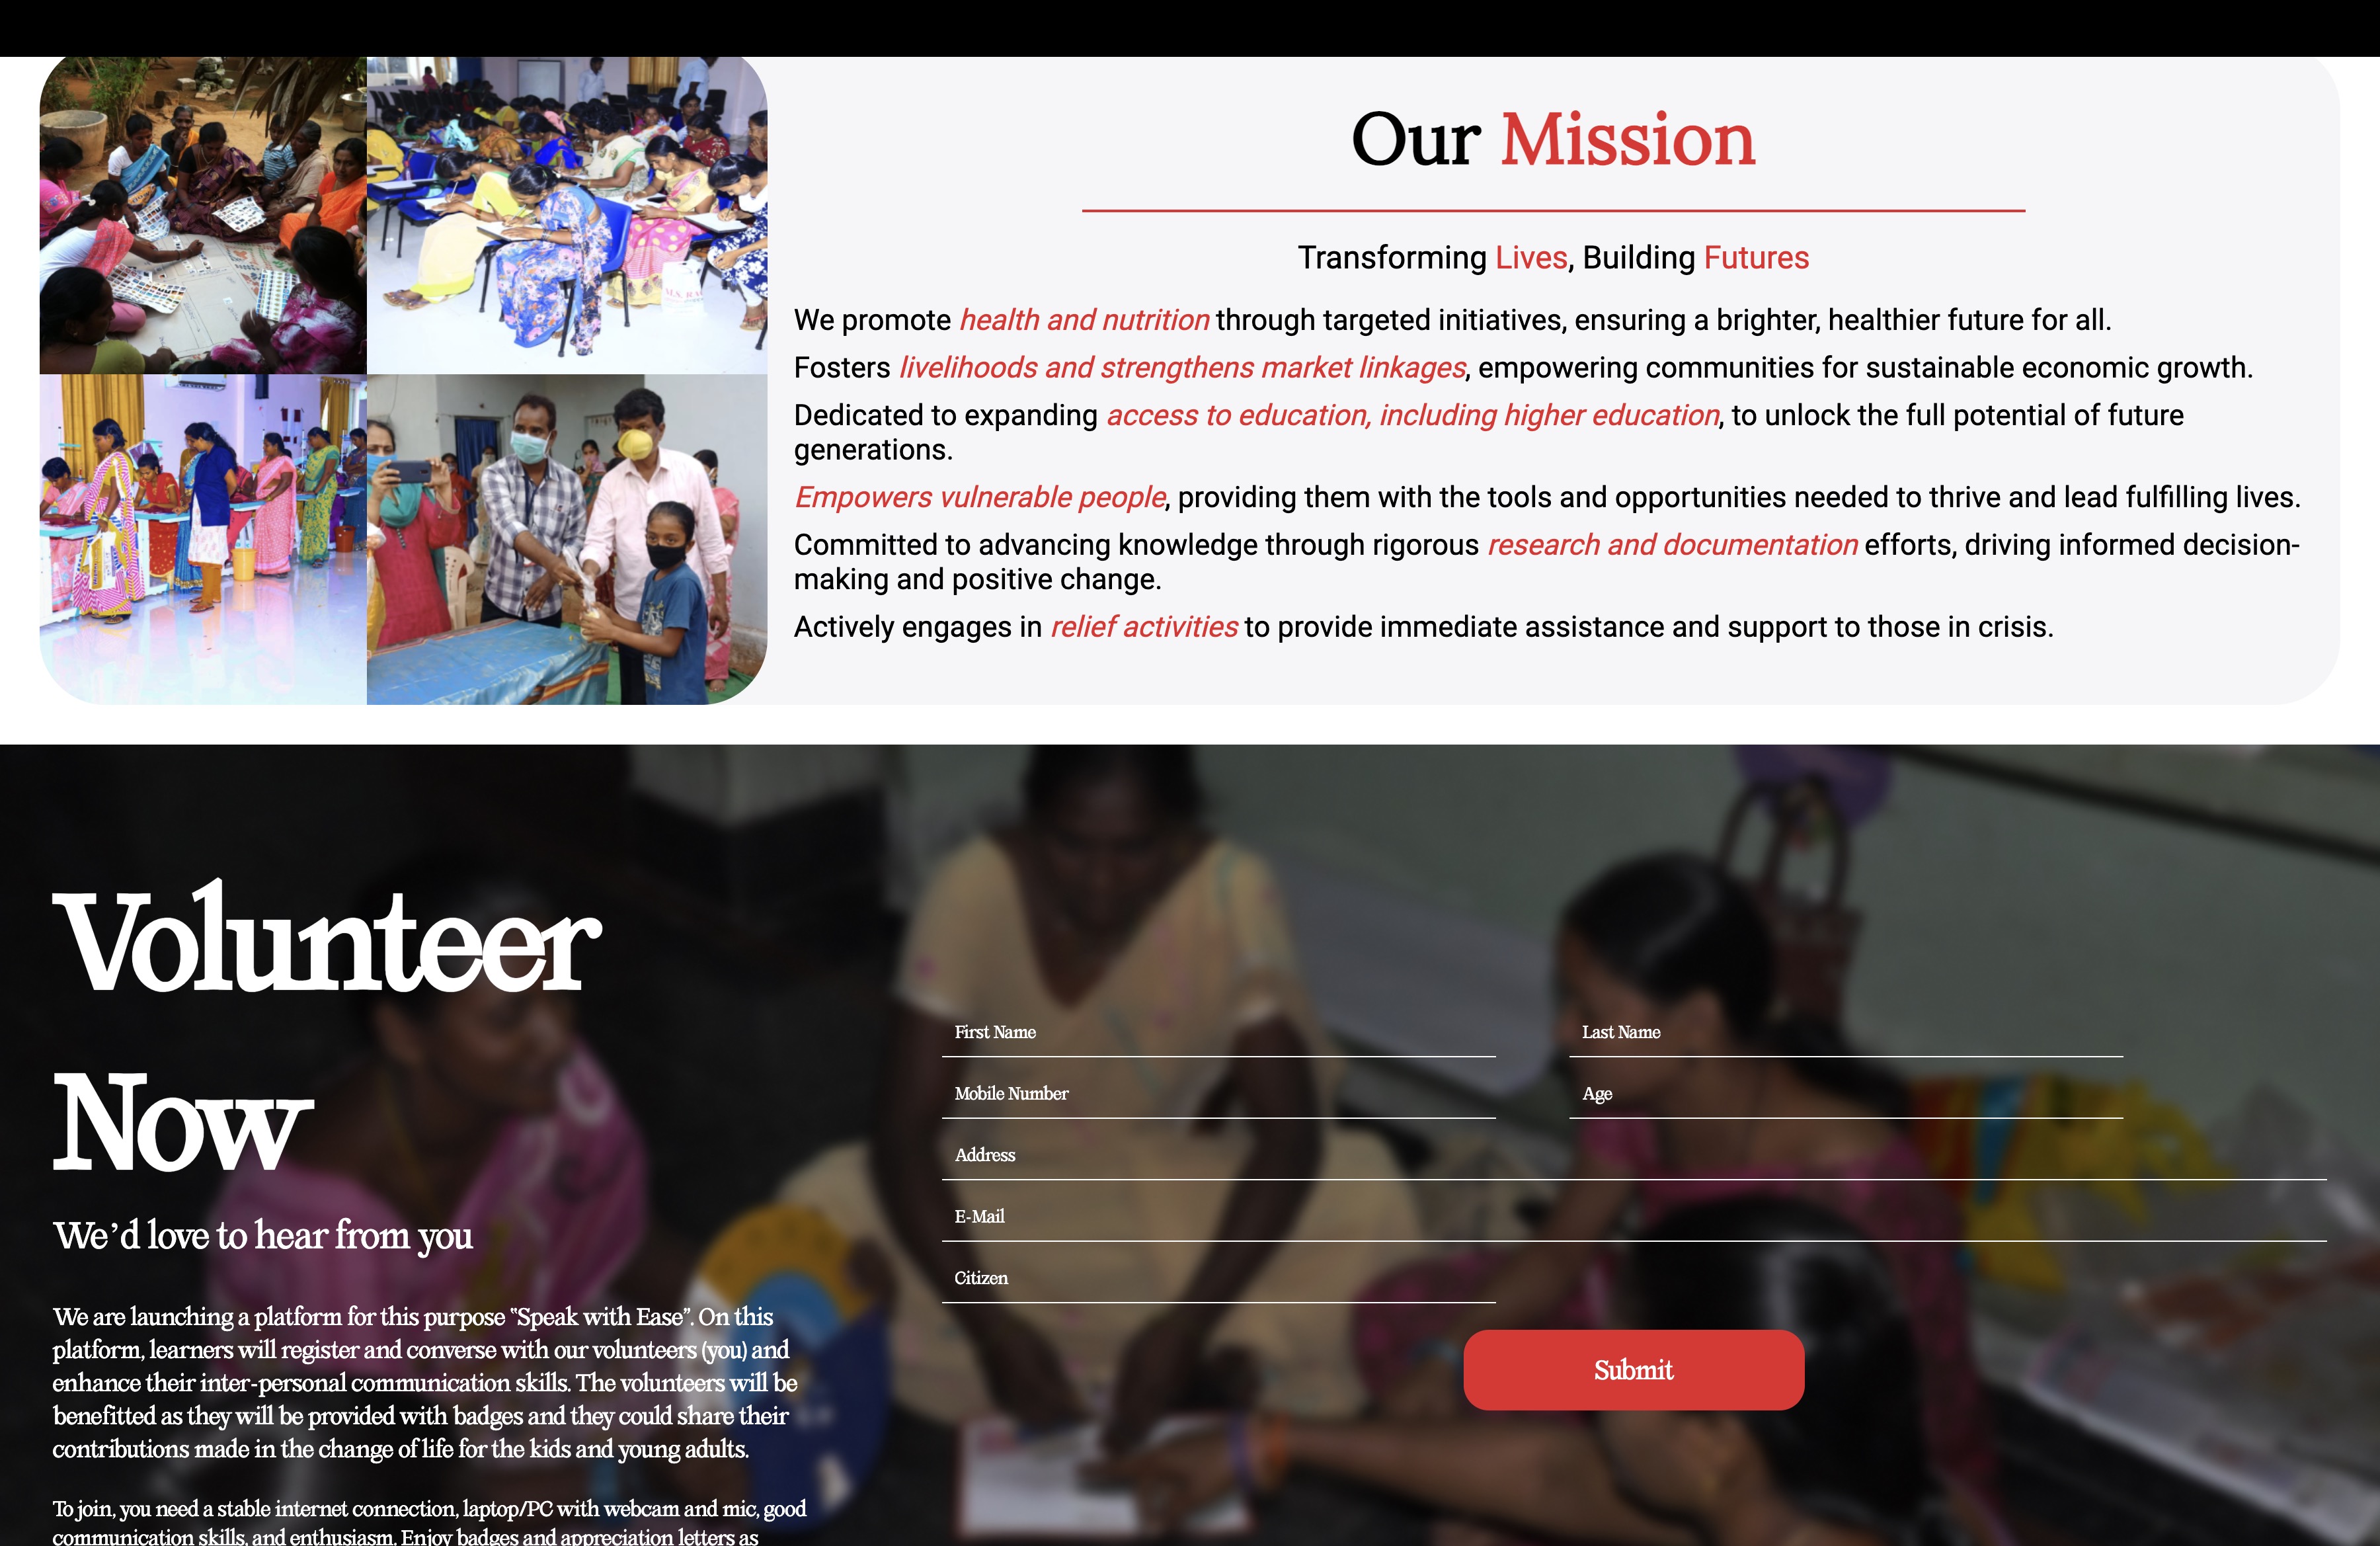 Our Mission
Transforming Lives, Building Futures
We promote health and nutrition through targeted initiatives, ensuring a brighter, healthier future for all.
Fosters livelihoods and strengthens market linkages, empowering communities for sustainable economic growth.
Dedicated to expanding access to education, including higher education, to unlock the full potential of future
generations.
Empowers vulnerable people, providing them with the tools and opportunities needed to thrive and lead fulfilling lives.
Committed to advancing knowledge through rigorous research and documentation efforts, driving informed decision-
making and positive change.
Actively engages in relief activities to provide immediate assistance and support to those in crisis.
Volunteer
Now
We’d love to hear from you
We are launching a platform for this purpose “Speak with Ease”. On this
platform, learners will register and converse with our volunteers (you) and
enhance their inter-personal communication skills. The volunteers will be
benefitted as they will be provided with badges and they could share their
contributions made in the change of life for the kids and young adults.
To join, you need a stable internet connection, laptop/PC with webcam and mic, good
communication skills, and enthusiasm. Enjoy badges and appreciation letters as
First Name
Last Name
Mobile Number
Age
Address
E-Mail
Citizen
Submit